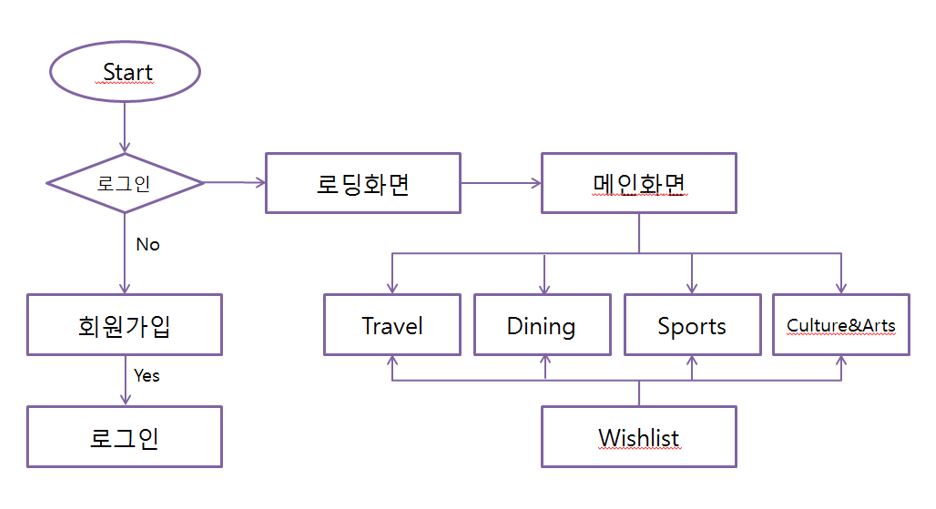 Start
로그인
로딩화면
메인화면
No
회원가입
Travel
Dining
Sports
Culture&Arts
Yes
로그인
Wishlist